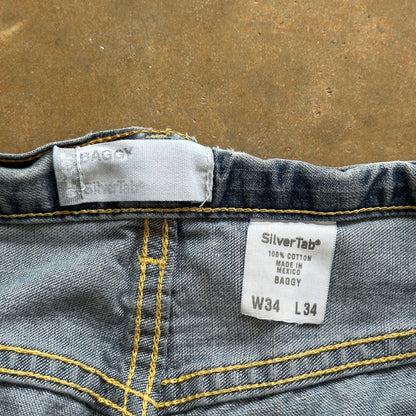 BAGGY
SilverTab®
SilverTab®
100% COTTON
MADE IN
MEXICO
BAGGY
W34 L34